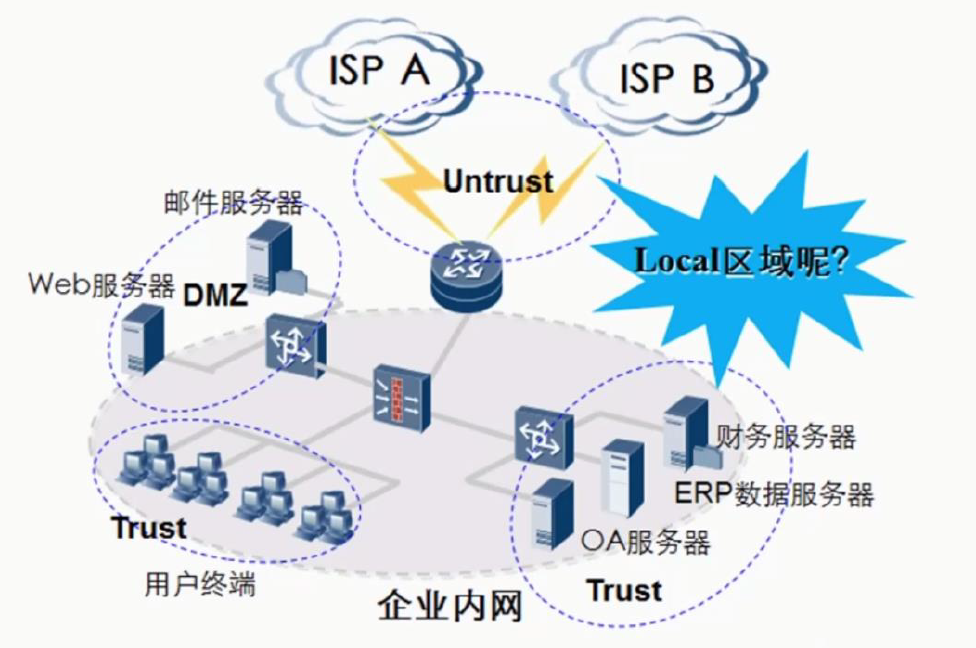 ISP A
ISP B
Untrust
邮件服务器
Local区域呢?
Web服务器
DMZ
财务服务器
ERP数据服务器
Trust
OA服务器
用户终端
Trust
企业内网